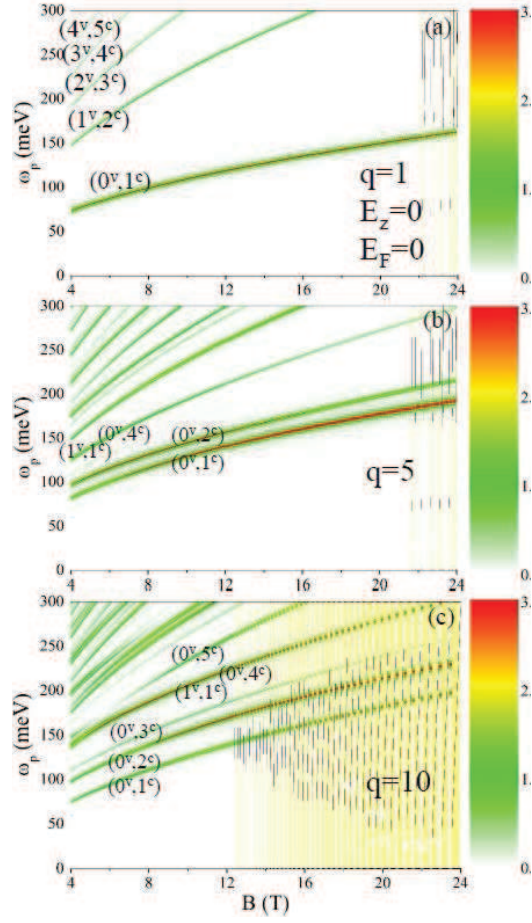 300
(4ᵛ,5ᶜ)
(a)
3.
250
(3ᵛ,4ᶜ)
(2ᵛ,3ᶜ)
200
(1ᵛ,2ᶜ)
2.
ωp (meV)
150
(0ᵛ,1ᶜ)
100
q=1
1.
E_z=0
50
E_F=0
0
0.
4 8 12 16 20 24
300
(b)
3.
250
200
2.
ωp (meV)
(0ᵛ,4ᶜ)
(0ᵛ,2ᶜ)
150
(1ᵛ,1ᶜ)
(0ᵛ,1ᶜ)
100
q=5
1.
50
0
0.
4 8 12 16 20 24
300
(c)
3.
250
(0ᵛ,5ᶜ)
(0ᵛ,4ᶜ)
200
(1ᵛ,1ᶜ)
2.
ωp (meV)
150
(0ᵛ,3ᶜ)
(0ᵛ,2ᶜ)
100
(0ᵛ,1ᶜ)
q=10
1.
50
0
0.
4 8 12 16 20 24
B (T)